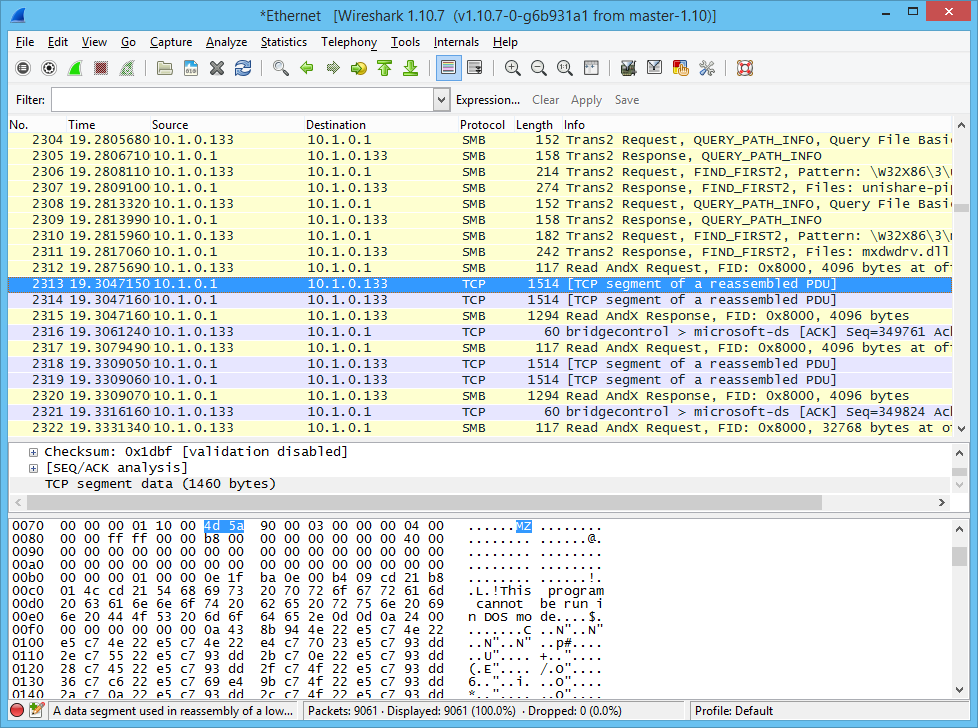 *Ethernet [Wireshark 1.10.7 (v1.10.7-0-g6b931a1 from master-1.10)]
File Edit View Go Capture Analyze Statistics Telephony Tools Internals Help
Filter: Expression... Clear Apply Save
No. Time Source Destination Protocol Length Info
2304 19.2805680 10.1.0.133 10.1.0.1 SMB 152 Trans2 Request, QUERY_PATH_INFO, Query File Basi
2305 19.2806710 10.1.0.1 10.1.0.133 SMB 158 Trans2 Response, QUERY_PATH_INFO
2306 19.2808110 10.1.0.133 10.1.0.1 SMB 214 Trans2 Request, FIND_FIRST2, Pattern: \W32X86\3\
2307 19.2809100 10.1.0.1 10.1.0.133 SMB 274 Trans2 Response, FIND_FIRST2, Files: unishare-pi
2308 19.2813320 10.1.0.133 10.1.0.1 SMB 152 Trans2 Request, QUERY_PATH_INFO, Query File Basi
2309 19.2813990 10.1.0.1 10.1.0.133 SMB 158 Trans2 Response, QUERY_PATH_INFO
2310 19.2815960 10.1.0.133 10.1.0.1 SMB 182 Trans2 Request, FIND_FIRST2, Pattern: \W32X86\3\
2311 19.2817060 10.1.0.1 10.1.0.133 SMB 242 Trans2 Response, FIND_FIRST2, Files: mxdwdrv.dll
2312 19.2875690 10.1.0.133 10.1.0.1 SMB 117 Read AndX Request, FID: 0x8000, 4096 bytes at of
2313 19.3047150 10.1.0.1 10.1.0.133 TCP 1514 [TCP segment of a reassembled PDU]
2314 19.3047160 10.1.0.1 10.1.0.133 TCP 1514 [TCP segment of a reassembled PDU]
2315 19.3047160 10.1.0.1 10.1.0.133 SMB 1294 Read AndX Response, FID: 0x8000, 4096 bytes
2316 19.3061240 10.1.0.133 10.1.0.1 TCP 60 bridgecontrol > microsoft-ds [ACK] Seq=349761 Ac
2317 19.3079490 10.1.0.133 10.1.0.1 SMB 117 Read AndX Request, FID: 0x8000, 4096 bytes at of
2318 19.3309050 10.1.0.1 10.1.0.133 TCP 1514 [TCP segment of a reassembled PDU]
2319 19.3309060 10.1.0.1 10.1.0.133 TCP 1514 [TCP segment of a reassembled PDU]
2320 19.3309070 10.1.0.1 10.1.0.133 SMB 1294 Read AndX Response, FID: 0x8000, 4096 bytes
2321 19.3316160 10.1.0.133 10.1.0.1 TCP 60 bridgecontrol > microsoft-ds [ACK] Seq=349824 Ac
2322 19.3331340 10.1.0.133 10.1.0.1 SMB 117 Read AndX Request, FID: 0x8000, 32768 bytes at o
Checksum: 0x1dbf [validation disabled]
[SEQ/ACK analysis]
TCP segment data (1460 bytes)
0070 00 00 00 01 10 00 4d 5a 90 00 03 00 00 00 04 00 ......MZ ........
0080 00 00 ff ff 00 00 b8 00 00 00 00 00 00 00 40 00 ........ ......@.
0090 00 00 00 00 00 00 00 00 00 00 00 00 00 00 00 00 ........ ........
00a0 00 00 00 00 00 00 00 00 00 00 00 00 00 00 00 00 ........ ........
00b0 00 00 00 01 00 00 0e 1f ba 0e 00 b4 09 cd 21 b8 ........ ......!.
00c0 01 4c cd 21 54 68 69 73 20 70 72 6f 67 72 61 6d .L.!This program
00d0 20 63 61 6e 6e 6f 74 20 62 65 20 72 75 6e 20 69 cannot be run i
00e0 6e 20 44 4f 53 20 6d 6f 64 65 2e 0d 0d 0a 24 00 n DOS mo de....$.
00f0 00 00 00 00 00 00 0a 43 8b 94 4e 22 e5 c7 4e 22 .......C ..N"..N"
0100 e5 c7 4e 22 e5 c7 4e 22 e4 c7 70 23 e5 c7 93 dd ..N"..N" ..p#....
0110 2e c7 55 22 e5 c7 93 dd 2b c7 0e 22 e5 c7 93 dd ..U".... +.."....
0120 28 c7 45 22 e5 c7 93 dd 2f c7 4f 22 e5 c7 93 dd (.E".... /.O"....
0130 36 c7 c6 22 e5 c7 69 e4 9b c7 4f 22 e5 c7 93 dd 6.."..i. ..O"....
0140 2a c7 0a 22 e5 c7 93 dd 2c c7 4f 22 e5 c7 93 dd *..".... ,.O"....
A data segment used in reassembly of a low... Packets: 9061 · Displayed: 9061 (100.0%) · Dropped: 0 (0.0%) Profile: Default